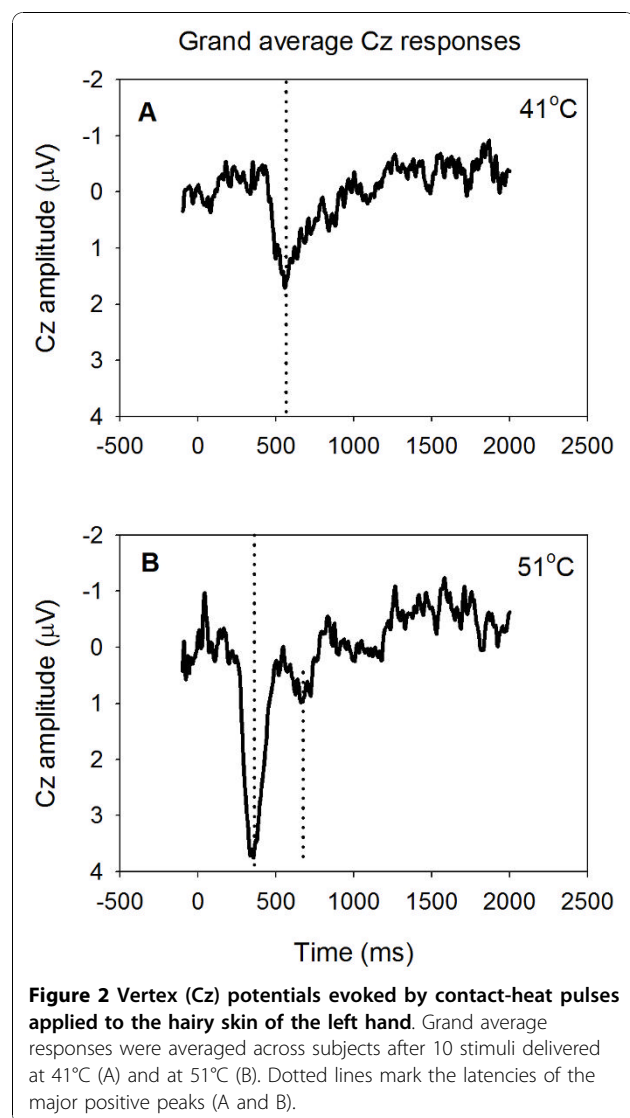 Grand average Cz responses
-2
-1
0
1
2
3
4
Cz amplitude (μV)
A
41°C
-500 0 500 1000 1500 2000 2500
-2
-1
0
1
2
3
4
Cz amplitude (μV)
B
51°C
-500 0 500 1000 1500 2000 2500
Time (ms)
Figure 2 Vertex (Cz) potentials evoked by contact-heat pulses
applied to the hairy skin of the left hand. Grand average
responses were averaged across subjects after 10 stimuli delivered
at 41°C (A) and at 51°C (B). Dotted lines mark the latencies of the
major positive peaks (A and B).